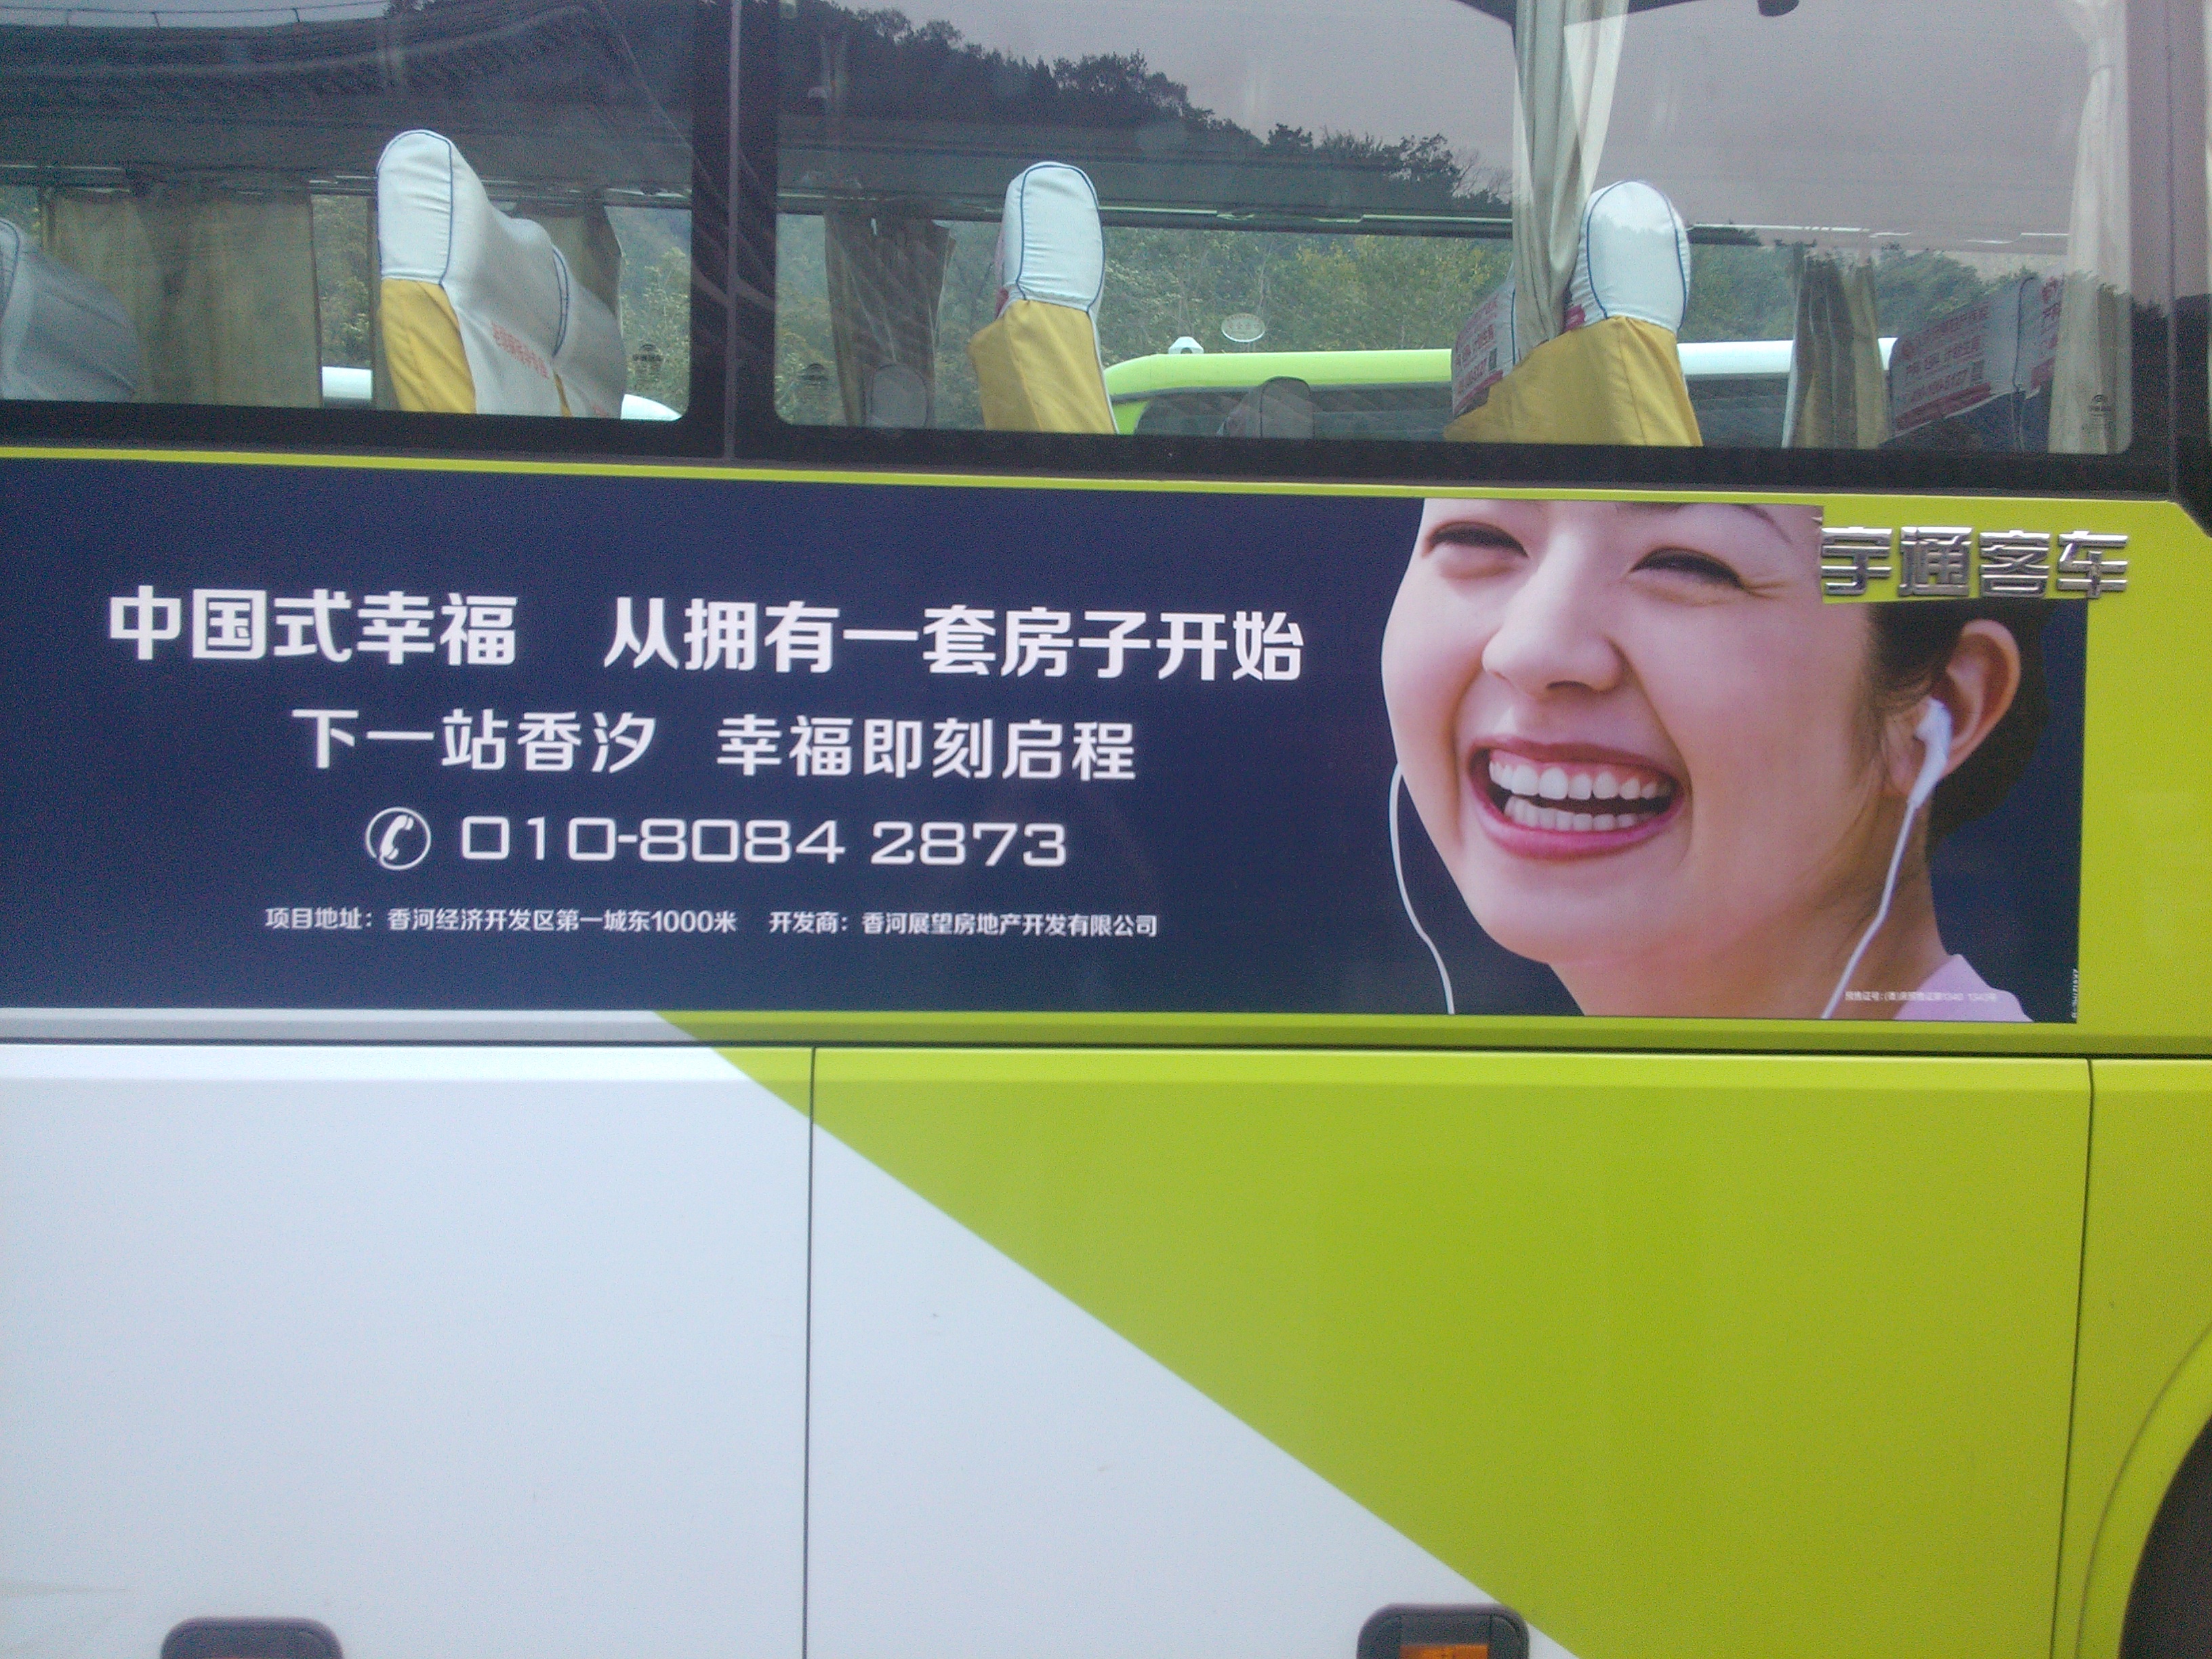 宇通客车
中国式幸福 从拥有一套房子开始
下一站香汐 幸福即刻启程
010-8084 2873
项目地址：香河经济开发区第一城东1000米 开发商：香河展望房地产开发有限公司